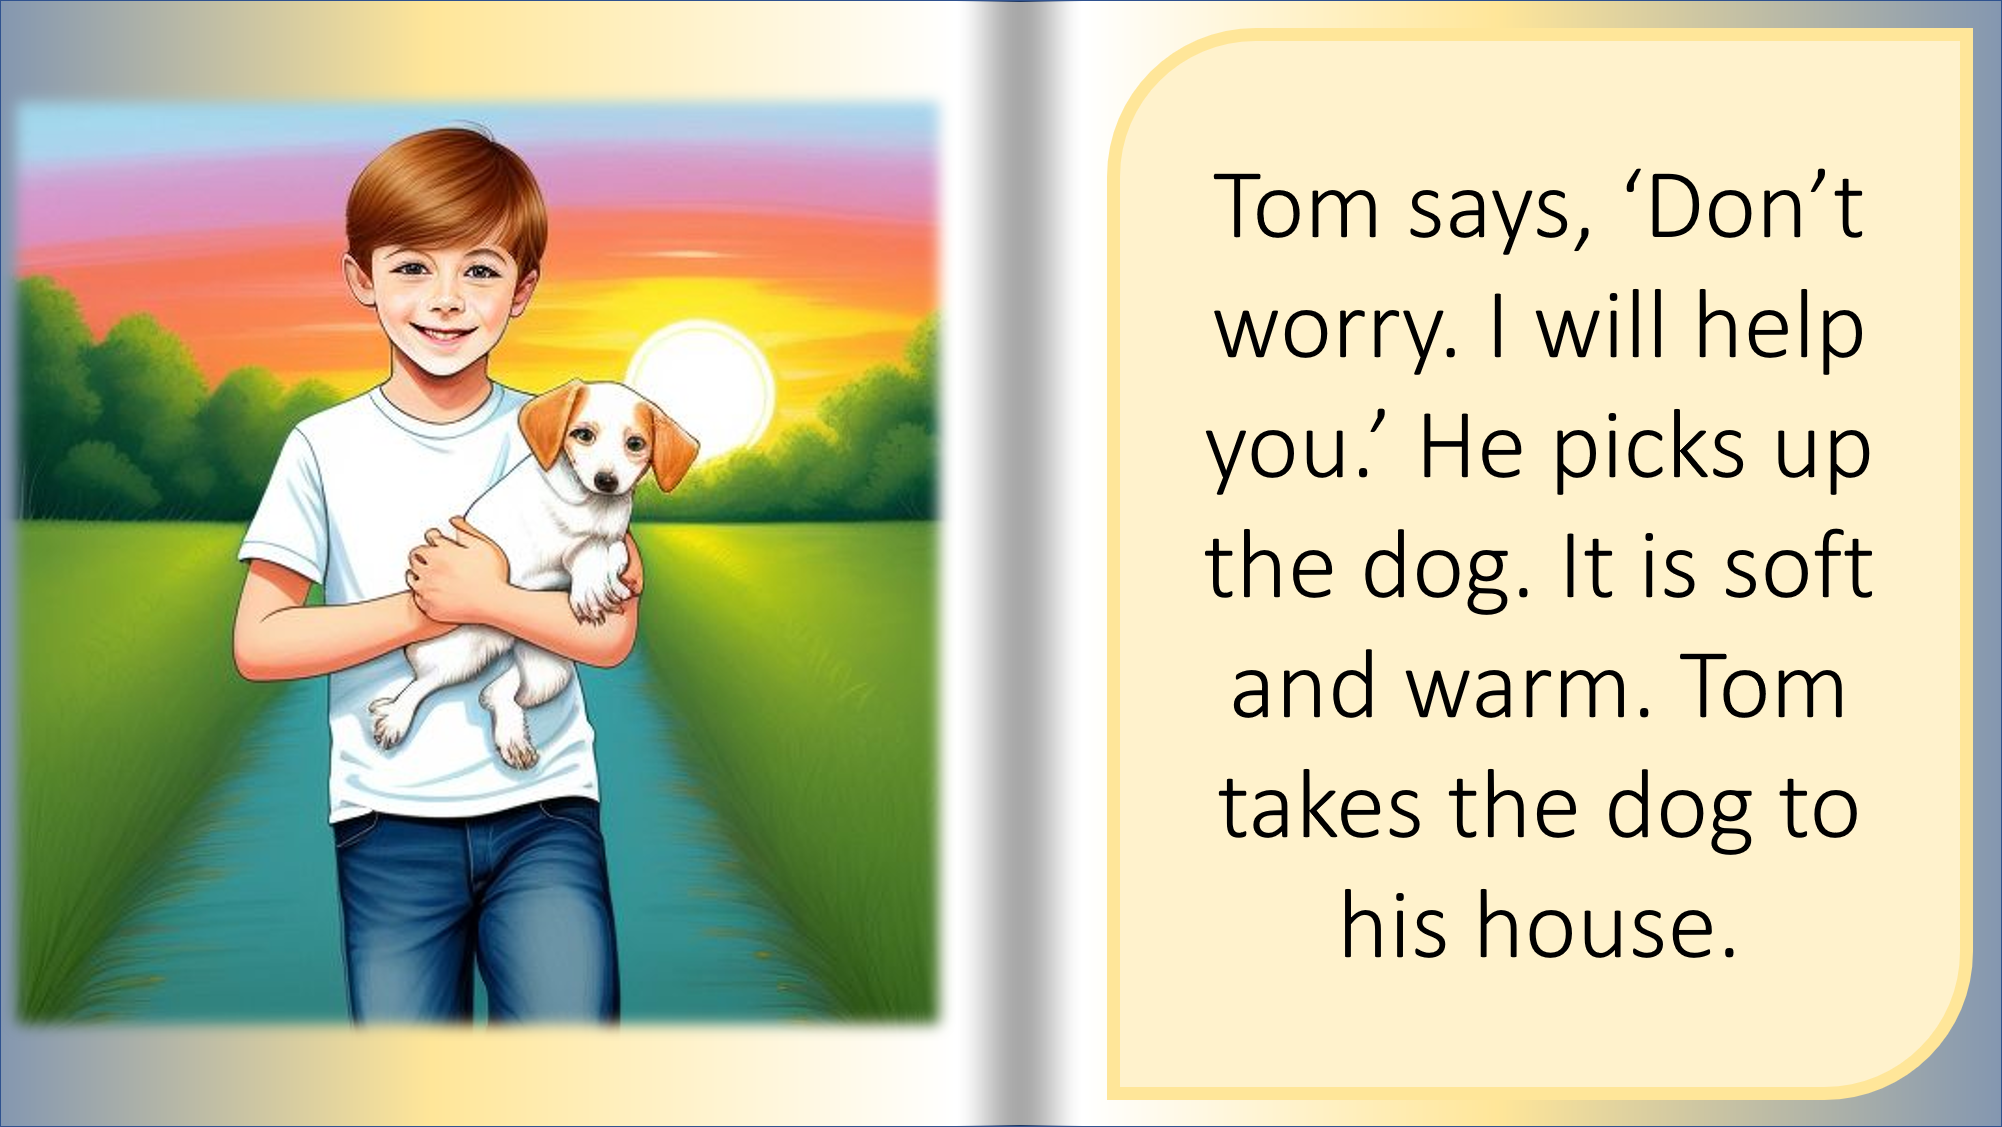 Tom says, ‘Don’t
worry. I will help
you.’ He picks up
the dog. It is soft
and warm. Tom
takes the dog to
his house.